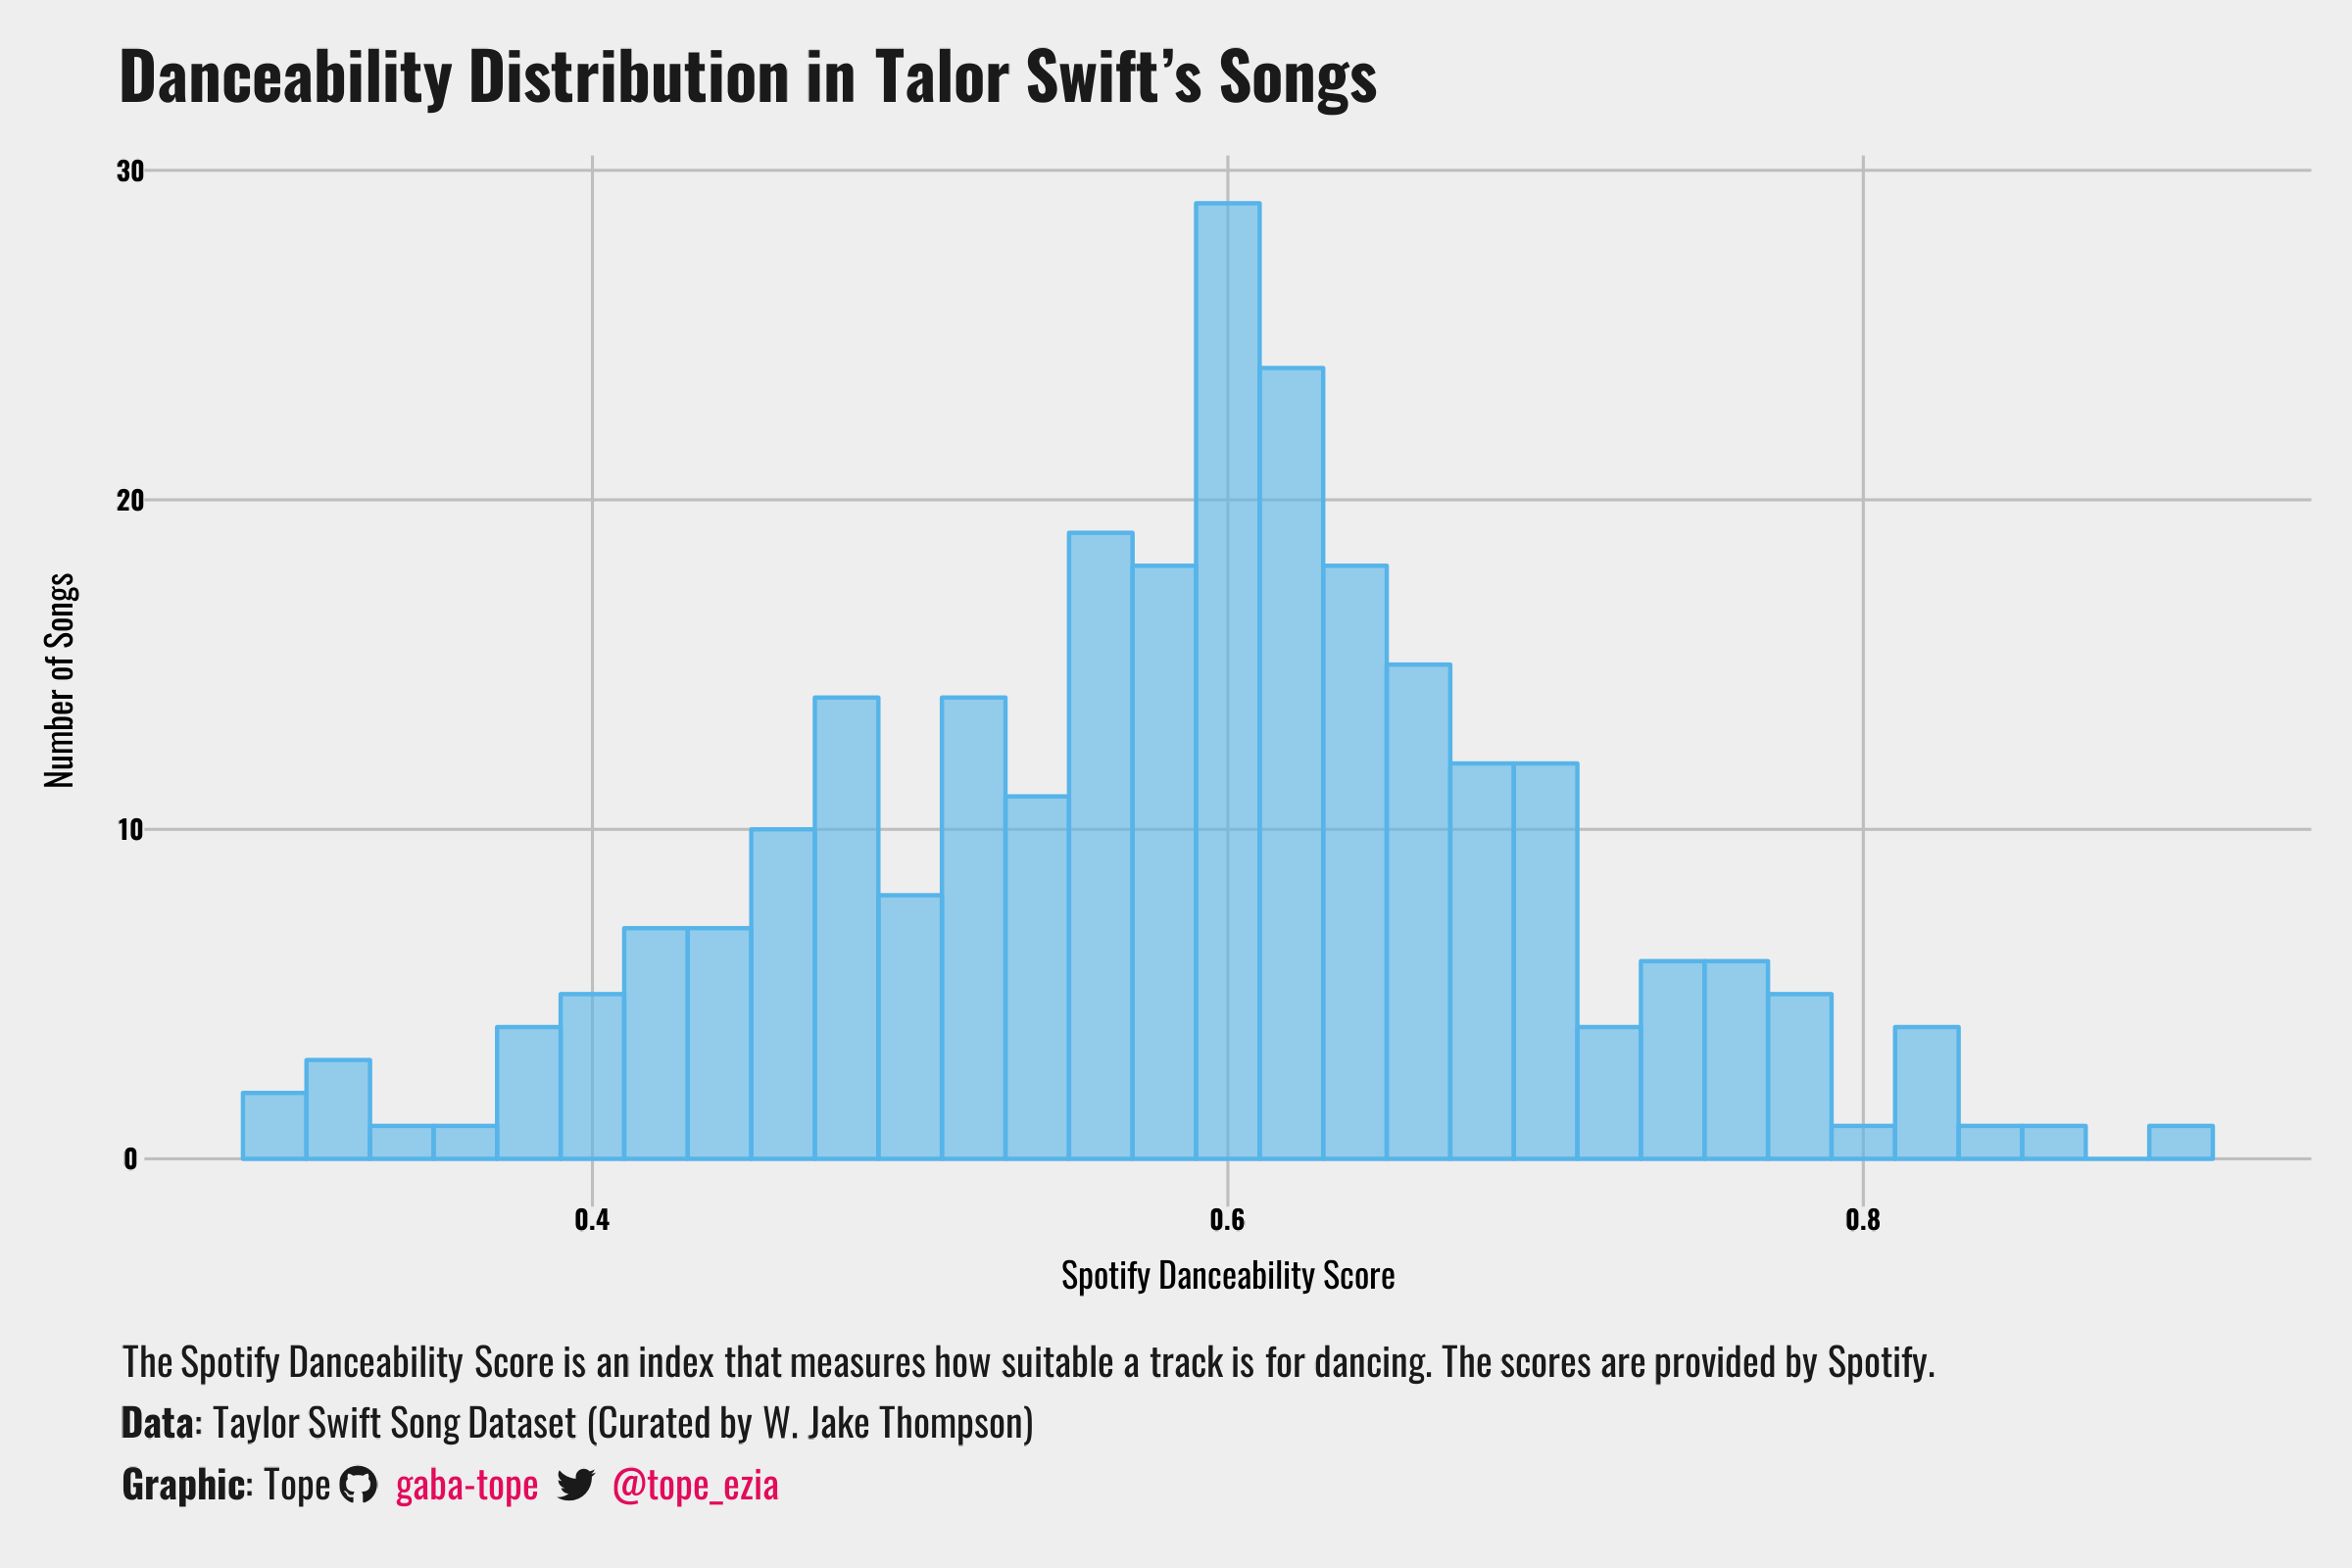 Danceability Distribution in Talor Swift’s Songs
30
20
10
0
Number of Songs
0.4 0.6 0.8
Spotify Danceability Score
The Spotify Danceability Score is an index that measures how suitable a track is for dancing. The scores are provided by Spotify.
Data: Taylor Swift Song Dataset (Curated by W. Jake Thompson)
Graphic: Tope gaba-tope @tope_ezia